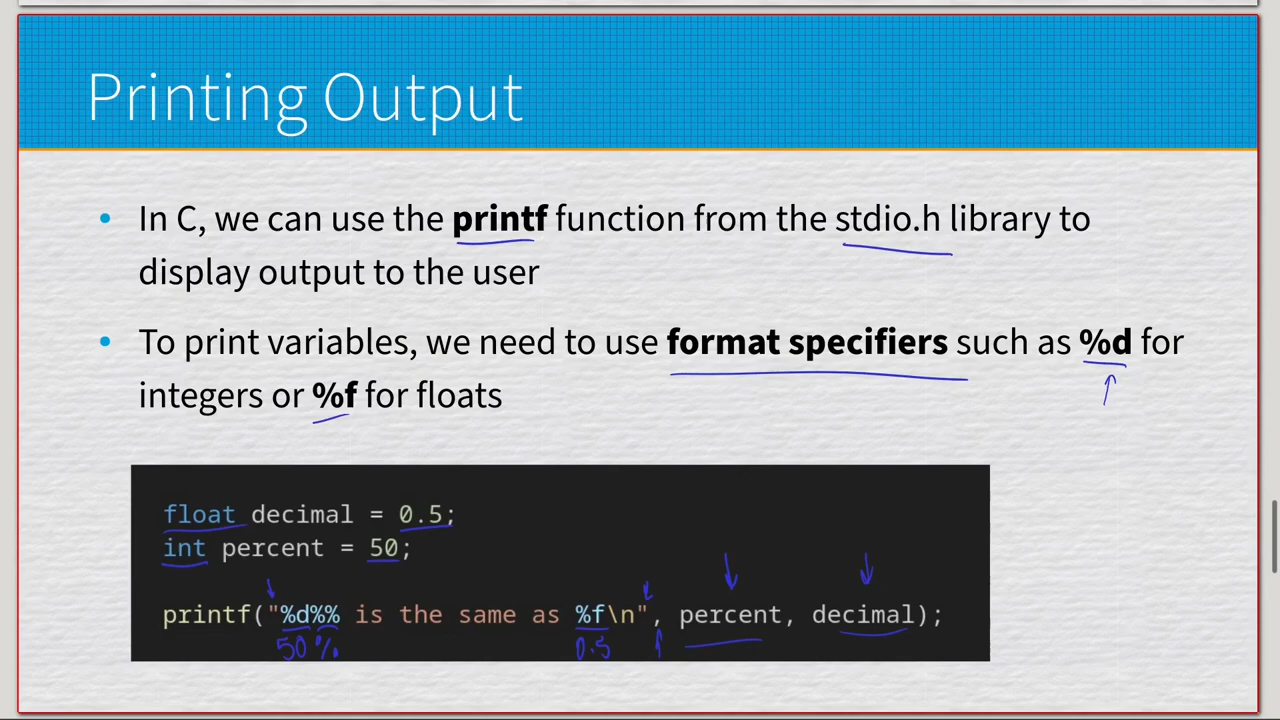 Printing Output
• In C, we can use the printf function from the stdio.h library to
display output to the user
• To print variables, we need to use format specifiers such as %d for
integers or %f for floats
float decimal = 0.5;
int percent = 50;
printf("%d%% is the same as %f\n", percent, decimal);
50% 0.5